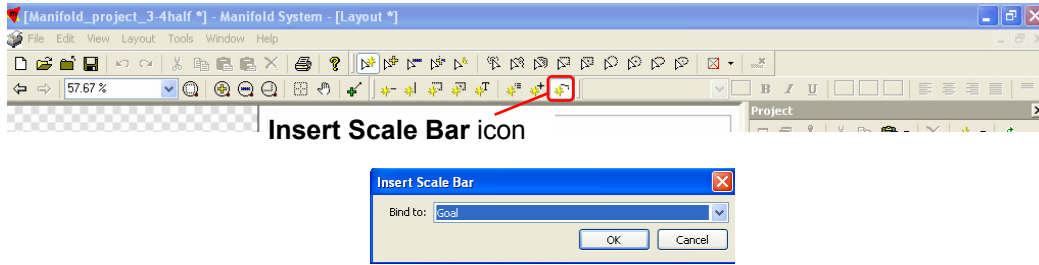 [Manifold_project_3-4half *] - Manifold System - [Layout *]
File Edit View Layout Tools Window Help
57.67 %
B I U
Project
Insert Scale Bar icon
Insert Scale Bar
Bind to: Goal
OK Cancel